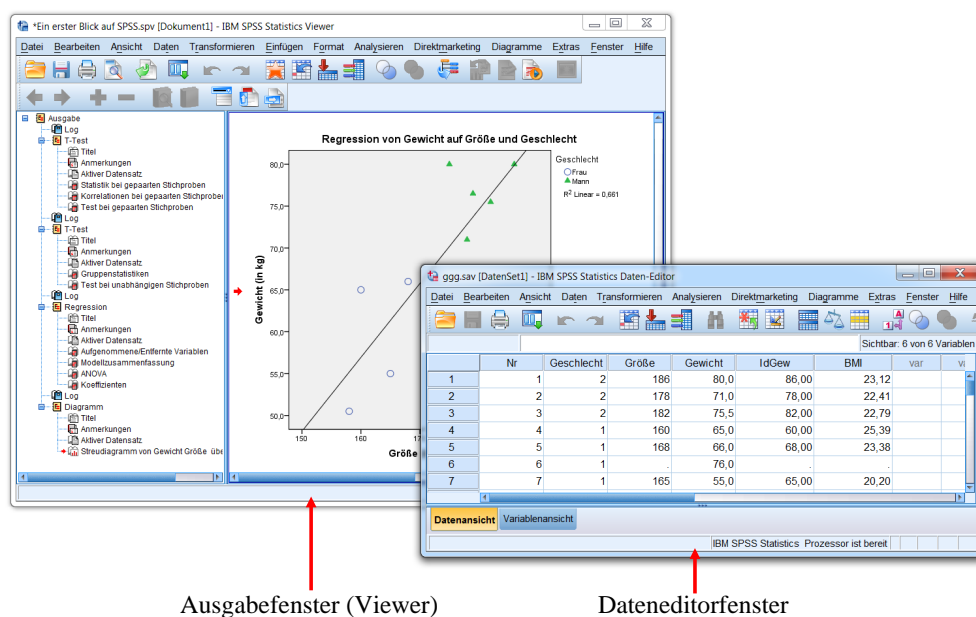 *Ein erster Blick auf SPSS.spv [Dokument1] - IBM SPSS Statistics Viewer
Datei Bearbeiten Ansicht Daten Transformieren Einfügen Format Analysieren Direktmarketing Diagramme Extras Fenster Hilfe
Ausgabe
Log
T-Test
Titel
Anmerkungen
Aktiver Datensatz
Statistik bei gepaarten Stichproben
Korrelationen bei gepaarten Stichprober
Test bei gepaarten Stichproben
Log
T-Test
Titel
Anmerkungen
Aktiver Datensatz
Gruppenstatistiken
Test bei unabhängigen Stichproben
Log
Regression
Titel
Anmerkungen
Aktiver Datensatz
Aufgenommene/Entfernte Variablen
Modellzusammenfassung
ANOVA
Koeffizienten
Log
Diagramm
Titel
Anmerkungen
Aktiver Datensatz
Streudiagramm von Gewicht Größe übe
Regression von Gewicht auf Größe und Geschlecht
Geschlecht
Frau
Mann
R² Linear = 0,661
Gewicht (in kg)
80,0
75,0
70,0
65,0
60,0
55,0
50,0
150 160
Größe
ggg.sav [DatenSet1] - IBM SPSS Statistics Daten-Editor
Datei Bearbeiten Ansicht Daten Transformieren Analysieren Direktmarketing Diagramme Extras Fenster Hilfe
Sichtbar: 6 von 6 Variablen
Nr Geschlecht Größe Gewicht IdGew BMI var
1 1 2 186 80,0 86,00 23,12
2 2 2 178 71,0 78,00 22,41
3 3 2 182 75,5 82,00 22,79
4 4 1 160 65,0 60,00 25,39
5 5 1 168 66,0 68,00 23,38
6 6 1 . 76,0 . .
7 7 1 165 55,0 65,00 20,20
Datenansicht Variablenansicht
IBM SPSS Statistics Prozessor ist bereit
Ausgabefenster (Viewer) Dateneditorfenster